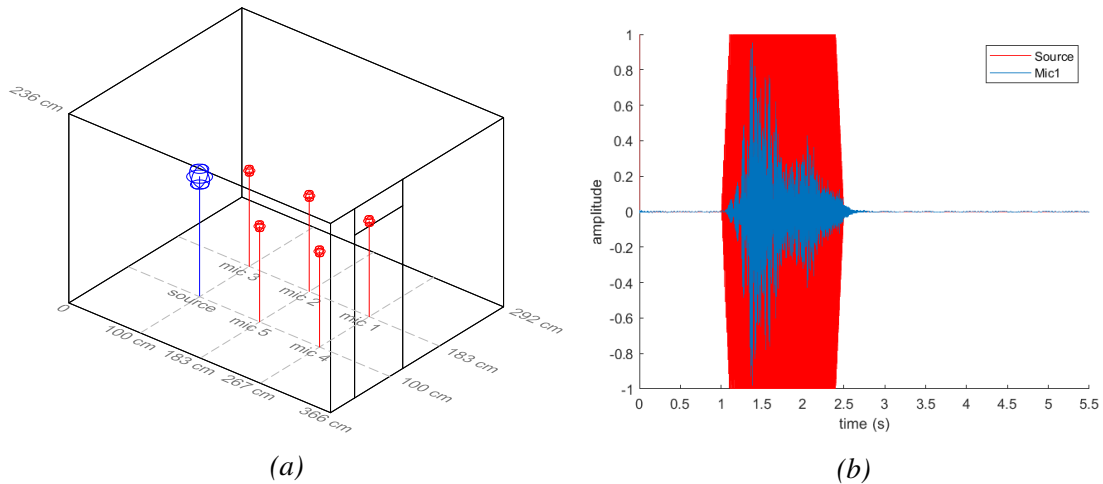 236 cm
mic 3
source
mic 2
0
mic 5
mic 1
292 cm
100 cm
183 cm
mic 4
183 cm
267 cm
100 cm
366 cm
(a)
1
0.8
0.6
0.4
0.2
0
-0.2
-0.4
-0.6
-0.8
-1
amplitude
Source
Mic1
0 0.5 1 1.5 2 2.5 3 3.5 4 4.5 5 5.5
time (s)
(b)